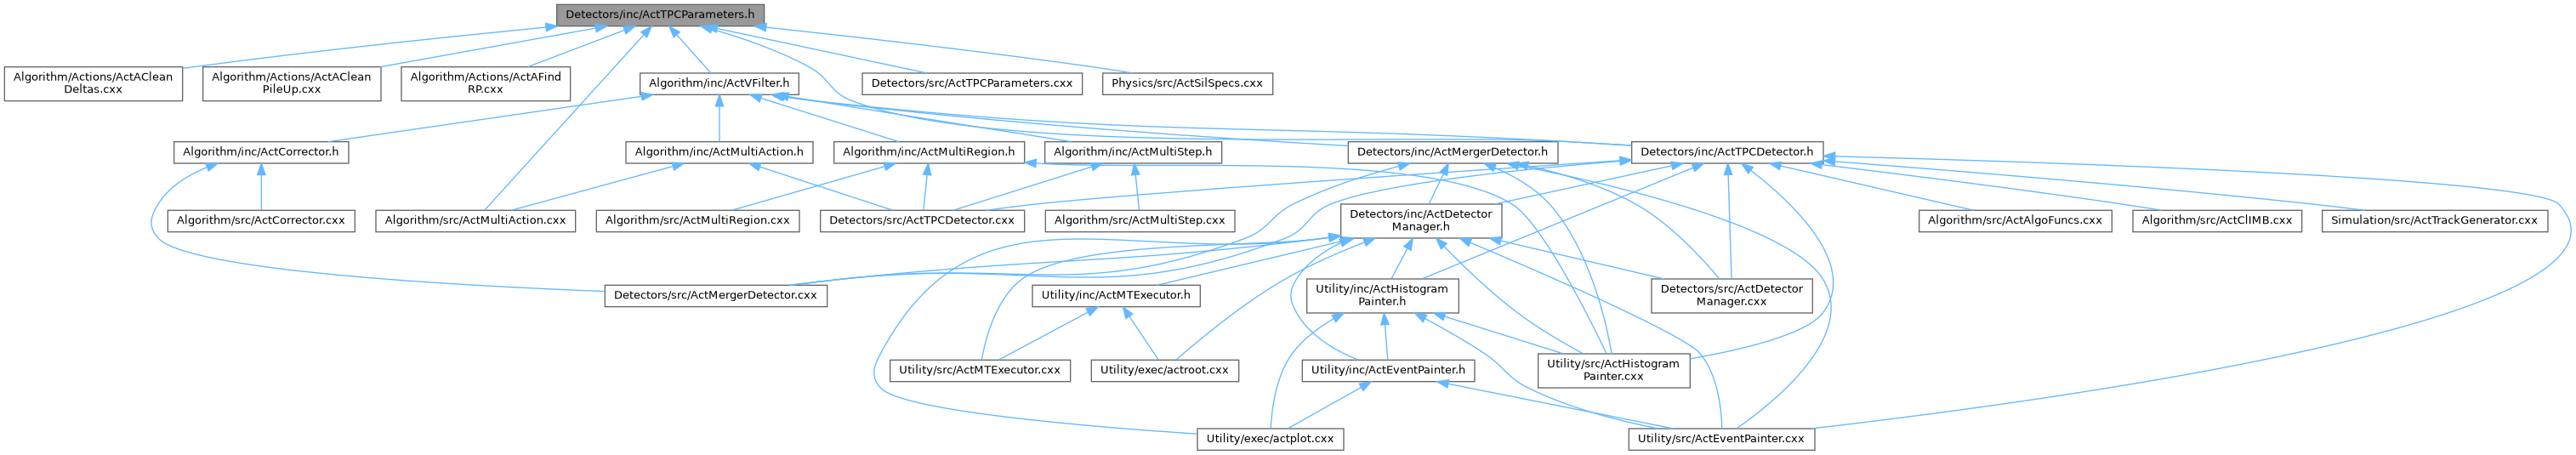 Detectors/inc/ActTPCParameters.h
Algorithm/Actions/ActAClean
Deltas.cxx
Algorithm/Actions/ActAClean
PileUp.cxx
Algorithm/Actions/ActAFind
RP.cxx
Algorithm/inc/ActVFilter.h
Detectors/src/ActTPCParameters.cxx
Physics/src/ActSilSpecs.cxx
Algorithm/inc/ActCorrector.h
Algorithm/inc/ActMultiAction.h
Algorithm/inc/ActMultiRegion.h
Algorithm/inc/ActMultiStep.h
Detectors/inc/ActMergerDetector.h
Detectors/inc/ActTPCDetector.h
Algorithm/src/ActCorrector.cxx
Algorithm/src/ActMultiAction.cxx
Algorithm/src/ActMultiRegion.cxx
Detectors/src/ActTPCDetector.cxx
Algorithm/src/ActMultiStep.cxx
Detectors/inc/ActDetector
Manager.h
Algorithm/src/ActAlgoFuncs.cxx
Algorithm/src/ActClIMB.cxx
Simulation/src/ActTrackGenerator.cxx
Detectors/src/ActMergerDetector.cxx
Utility/inc/ActMTExecutor.h
Utility/inc/ActHistogram
Painter.h
Detectors/src/ActDetector
Manager.cxx
Utility/src/ActMTExecutor.cxx
Utility/exec/actroot.cxx
Utility/inc/ActEventPainter.h
Utility/src/ActHistogram
Painter.cxx
Utility/exec/actplot.cxx
Utility/src/ActEventPainter.cxx